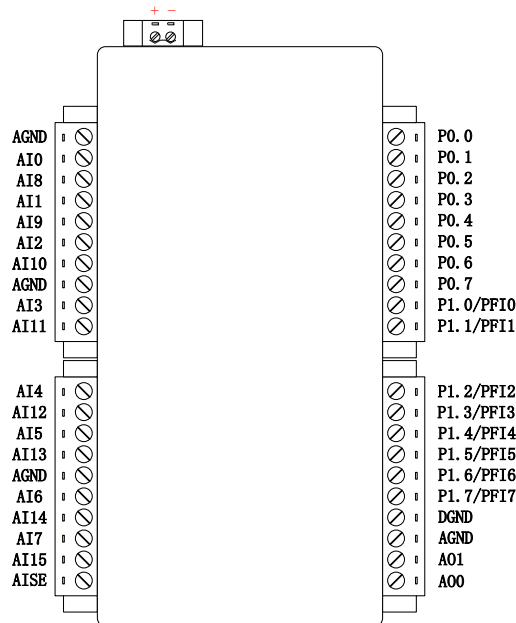 + -
AGND
AI0
AI8
AI1
AI9
AI2
AI10
AGND
AI3
AI11
AI4
AI12
AI5
AI13
AGND
AI6
AI14
AI7
AI15
AISE
P0.0
P0.1
P0.2
P0.3
P0.4
P0.5
P0.6
P0.7
P1.0/PFI0
P1.1/PFI1
P1.2/PFI2
P1.3/PFI3
P1.4/PFI4
P1.5/PFI5
P1.6/PFI6
P1.7/PFI7
DGND
AGND
AO1
AO0